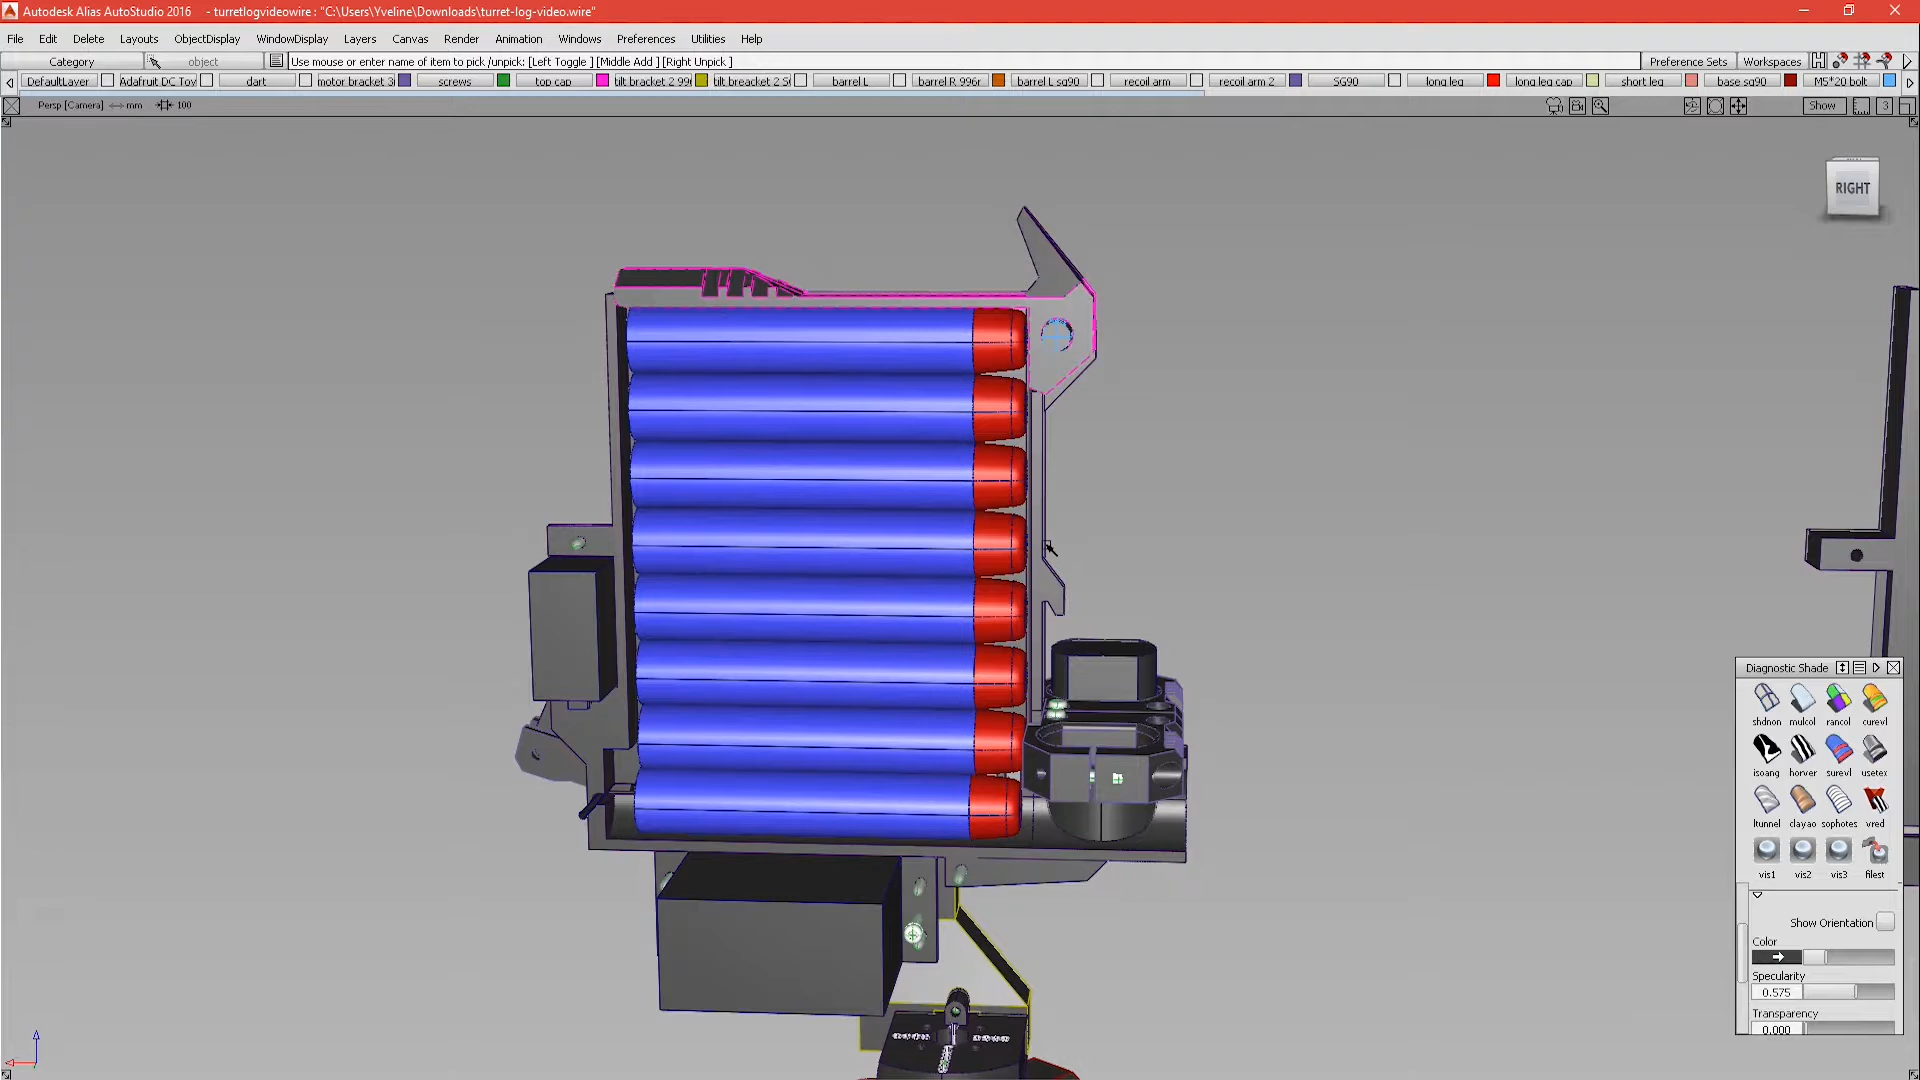 Autodesk Alias AutoStudio 2016 - turretlogvideowire : "C:\Users\Yveline\Downloads\turret-log-video.wire"
File Edit Delete Layouts ObjectDisplay WindowDisplay Layers Canvas Render Selection Animation Windows Preferences Utilities Help
Category object Use mouse or enter name of item to pick /unpick: [Left Toggle ] [Middle Add ] [Right Unpick ] Preference Sets Workspaces
DefaultLayer Adafruit DC Toy dart motor bracket 3 screws top cap tilt bracket 2 99 tilt breacket 2 5 barrel L barrel R 996r barrel L sg90 recoil arm recoil arm 2 SG90 long leg long leg cap short leg base sq90 M5*20 bolt
Persp [Camera] mm 100 Show 3
RIGHT
Diagnostic Shade
shdnon mulcol rancol curevl
isoang horver surevl usetex
ltunnel clayao sophotes vred
vis1 vis2 vis3 filest
Show Orientation
Color
Specularity
0.575
Transparency
0.000